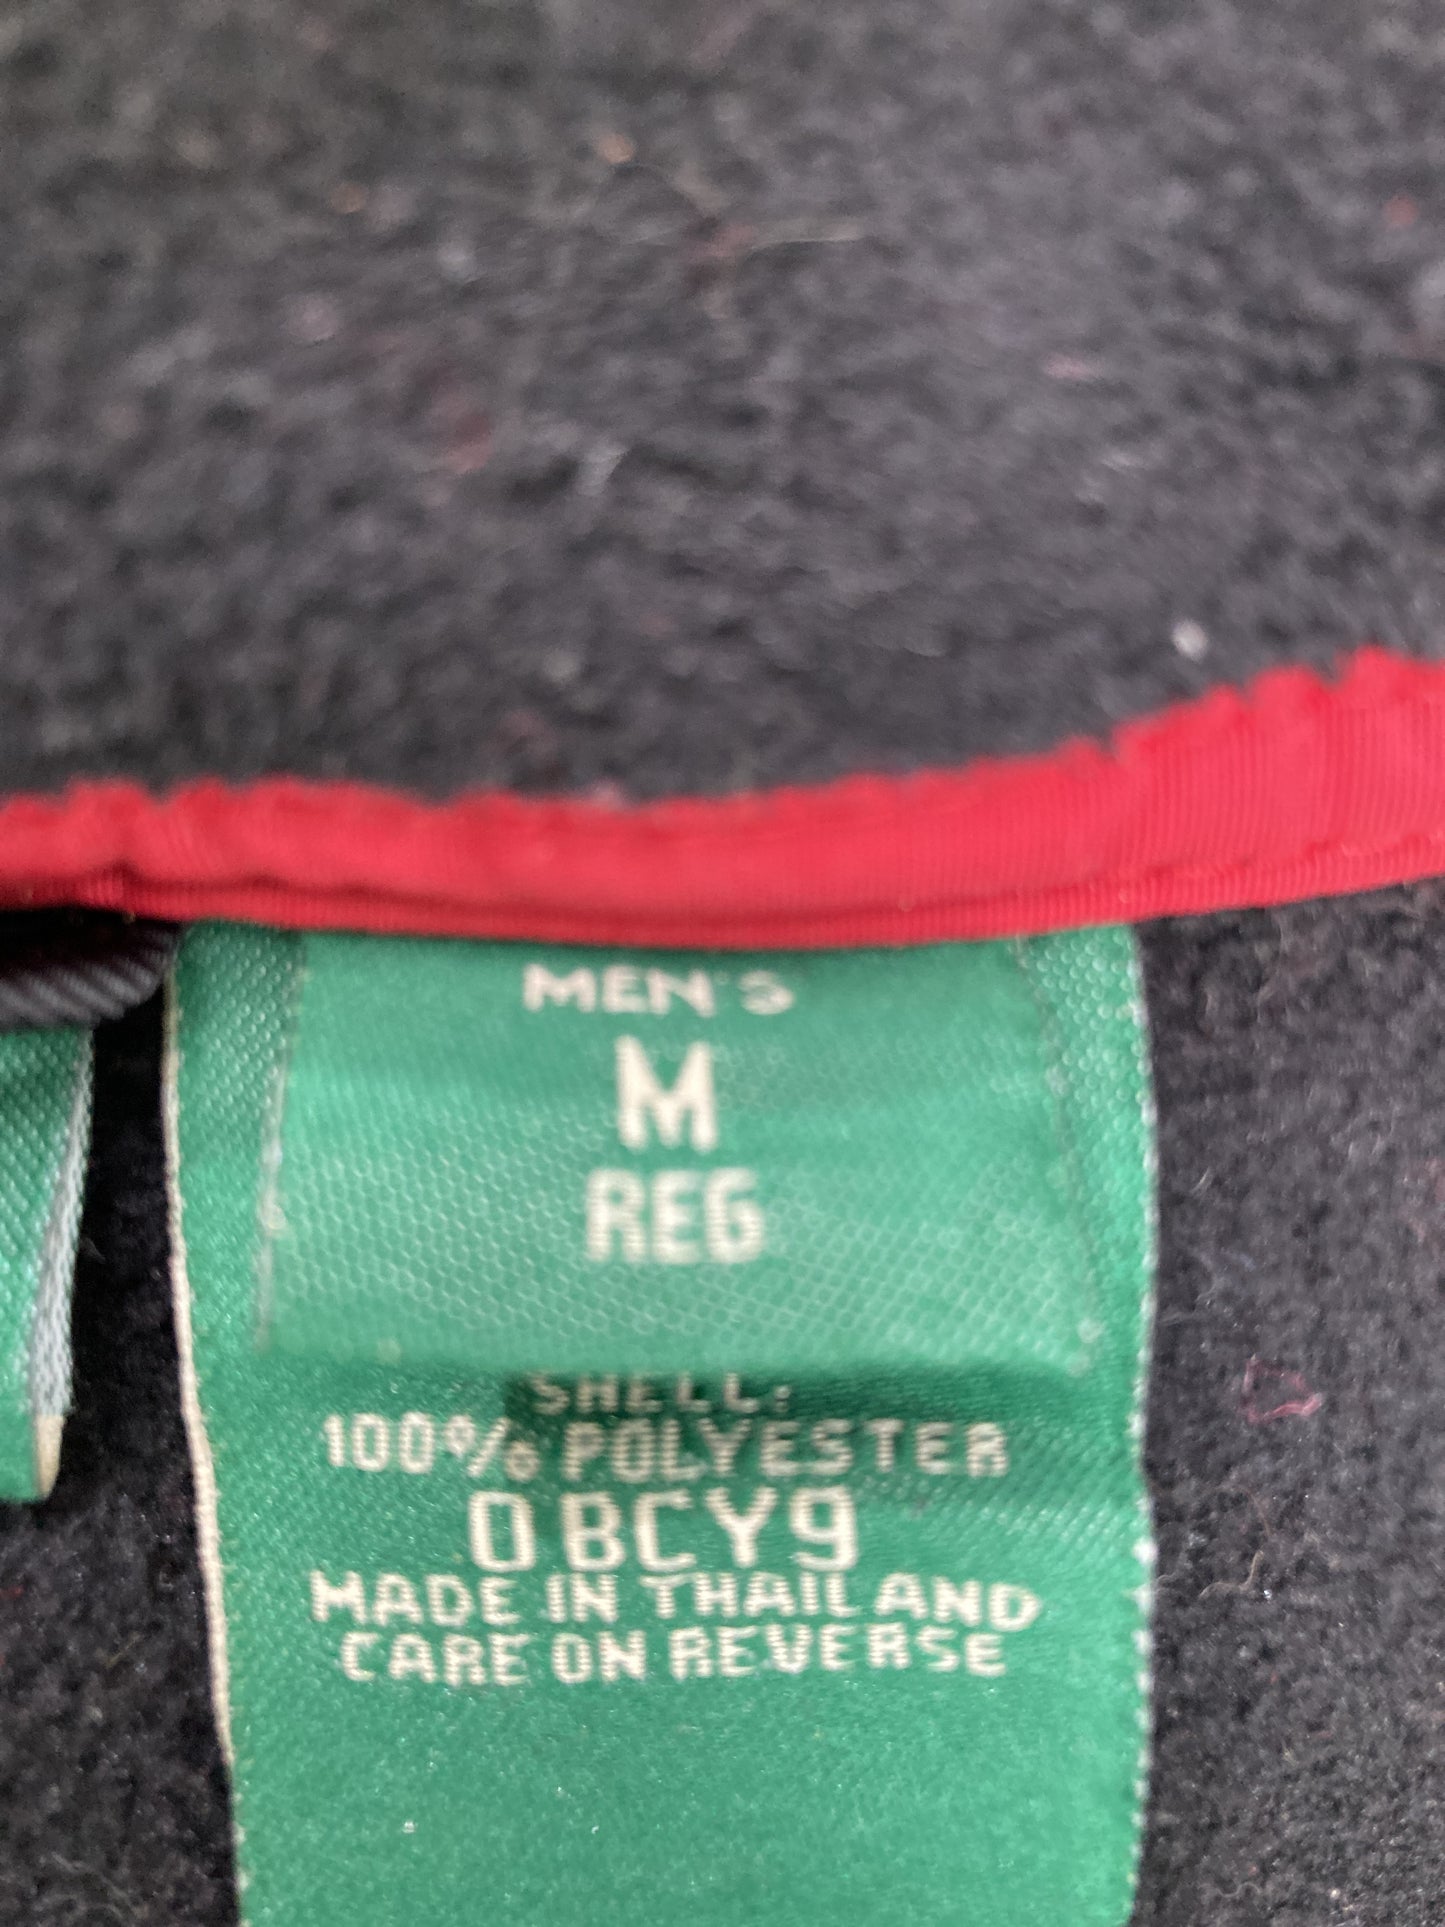 MEN'S
M
REG
SHELL:
100% POLYESTER
0BCY9
MADE IN THAILAND
CARE ON REVERSE